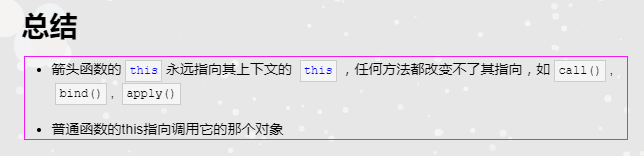 总结
• 箭头函数的 this 永远指向其上下文的 this ，任何方法都改变不了其指向，如 call() ，
bind() ， apply()
• 普通函数的this指向调用它的那个对象